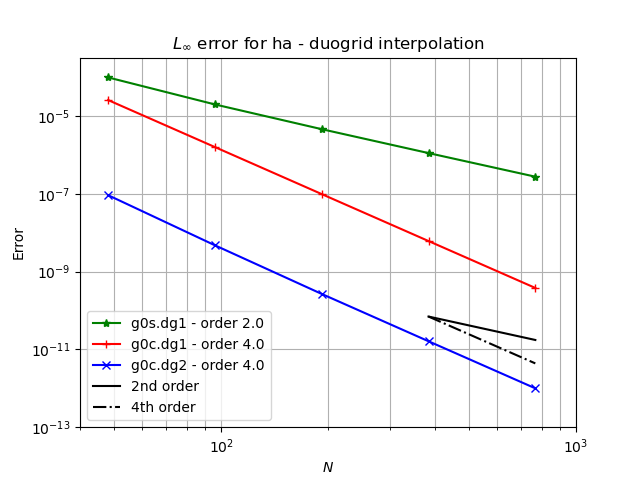 L∞ error for ha - duogrid interpolation
Error
10⁻⁵
10⁻⁷
10⁻⁹
10⁻¹¹
10⁻¹³
g0s.dg1 - order 2.0
g0c.dg1 - order 4.0
g0c.dg2 - order 4.0
2nd order
4th order
10²
10³
N